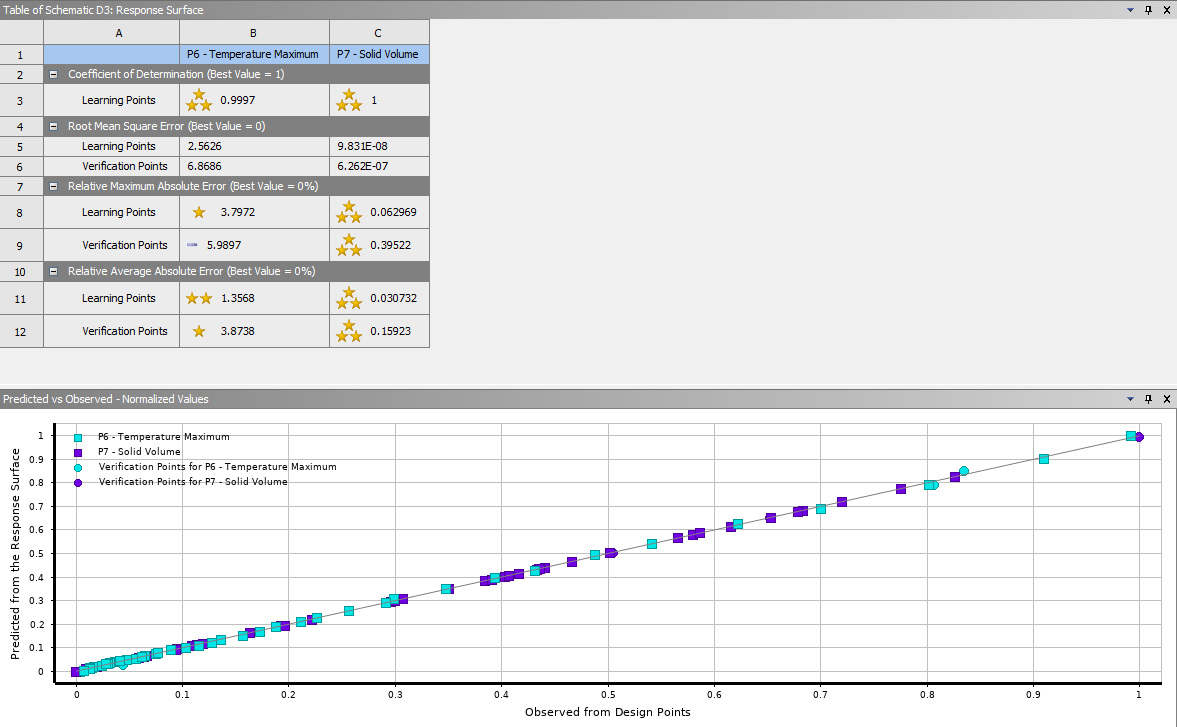 Table of Schematic D3: Response Surface
A B C
1 P6 - Temperature Maximum P7 - Solid Volume
2 Coefficient of Determination (Best Value = 1)
3 Learning Points 0.9997 1
4 Root Mean Square Error (Best Value = 0)
5 Learning Points 2.5626 9.831E-08
6 Verification Points 6.8686 6.262E-07
7 Relative Maximum Absolute Error (Best Value = 0%)
8 Learning Points 3.7972 0.062969
9 Verification Points 5.9897 0.39522
10 Relative Average Absolute Error (Best Value = 0%)
11 Learning Points 1.3568 0.030732
12 Verification Points 3.8738 0.15923
Predicted vs Observed - Normalized Values
Predicted from the Response Surface
1
0.9
0.8
0.7
0.6
0.5
0.4
0.3
0.2
0.1
0
P6 - Temperature Maximum
P7 - Solid Volume
Verification Points for P6 - Temperature Maximum
Verification Points for P7 - Solid Volume
0 0.1 0.2 0.3 0.4 0.5 0.6 0.7 0.8 0.9 1
Observed from Design Points